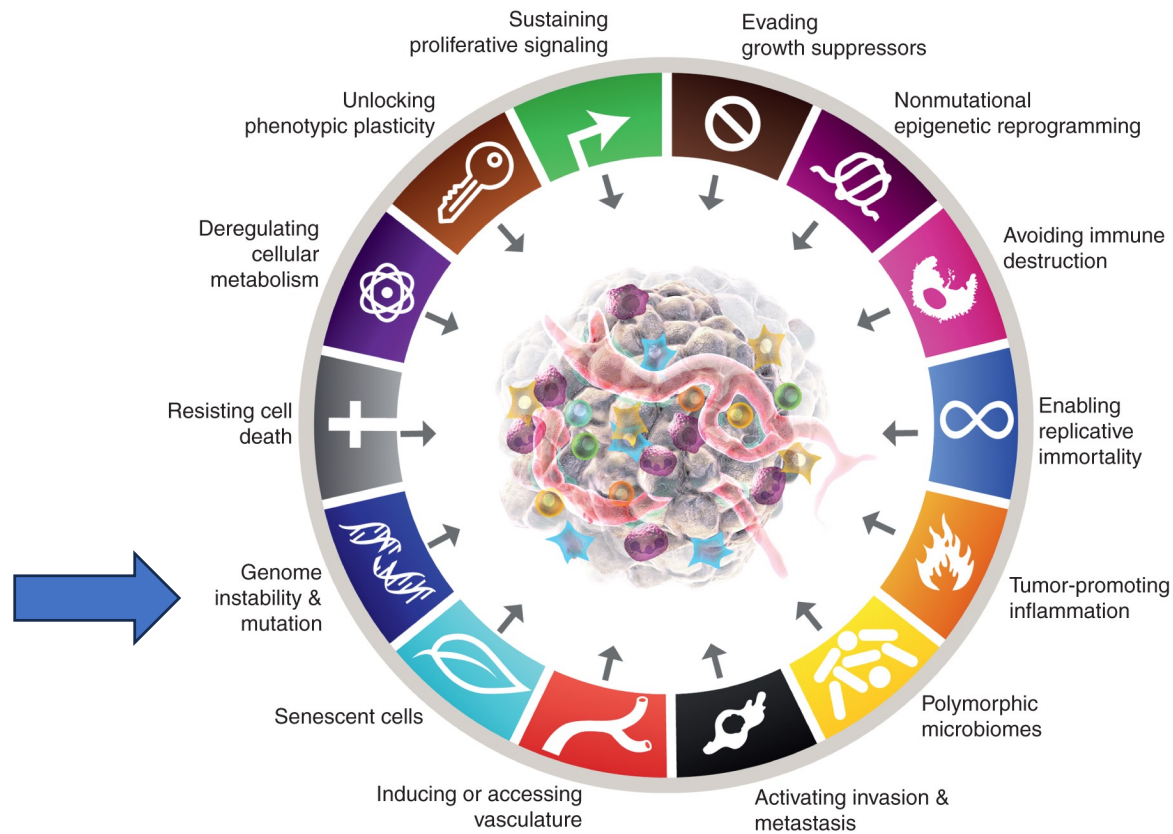 Sustaining
proliferative signaling
Evading
growth suppressors
Unlocking
phenotypic plasticity
Nonmutational
epigenetic reprogramming
Deregulating
cellular
metabolism
Avoiding immune
destruction
Resisting cell
death
Enabling
replicative
immortality
Genome
instability &
mutation
Tumor-promoting
inflammation
Senescent cells
Polymorphic
microbiomes
Inducing or accessing
vasculature
Activating invasion &
metastasis